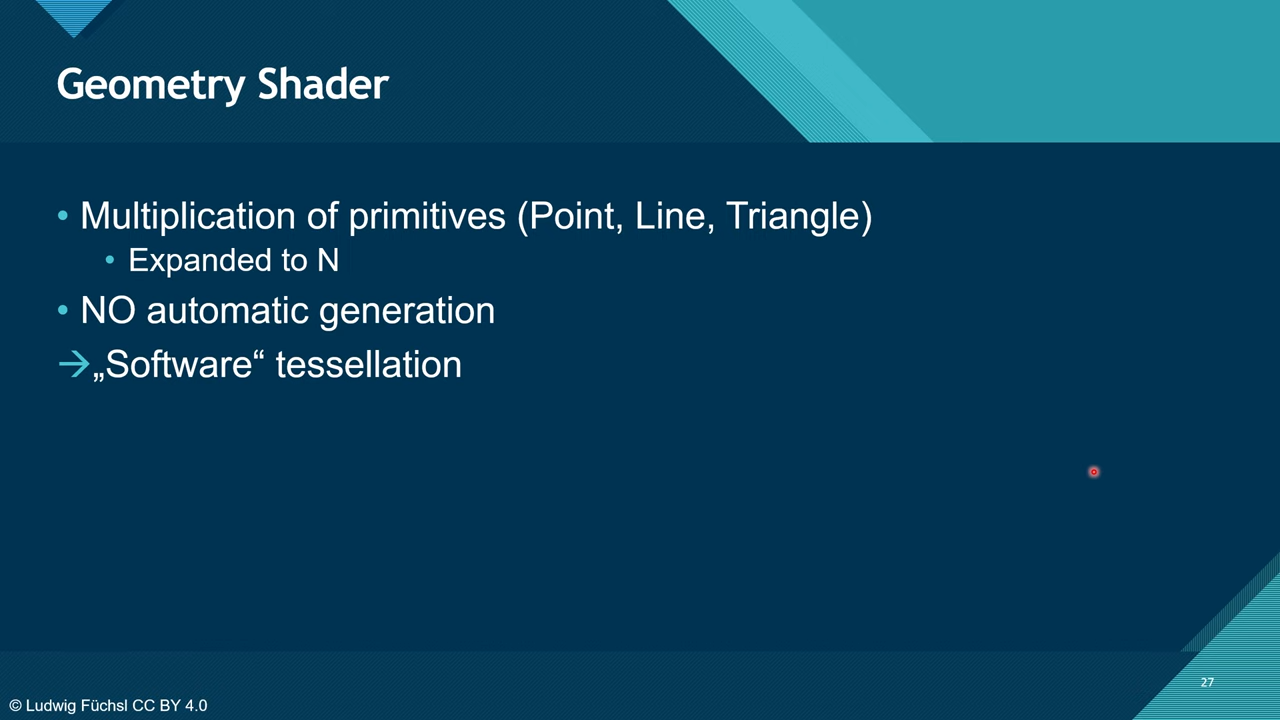 Geometry Shader
• Multiplication of primitives (Point, Line, Triangle)
• Expanded to N
• NO automatic generation
→„Software“ tessellation
27
© Ludwig Füchsl CC BY 4.0